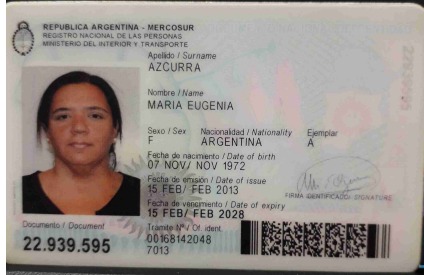 REPUBLICA ARGENTINA - MERCOSUR
REGISTRO NACIONAL DE LAS PERSONAS
MINISTERIO DEL INTERIOR Y TRANSPORTE
Apellido / Surname
AZCURRA
Nombre / Name
MARIA EUGENIA
Sexo / Sex Nacionalidad / Nationality Ejemplar
F ARGENTINA A
Fecha de nacimiento / Date of birth
07 NOV/ NOV 1972
Fecha de emisión / Date of issue
15 FEB/ FEB 2013
FIRMA IDENTIFICADO/ SIGNATURE
Fecha de vencimiento / Date of expiry
15 FEB/ FEB 2028
Documento / Document
22.939.595
Tramite Nº / Of. ident.
00168142048
7013